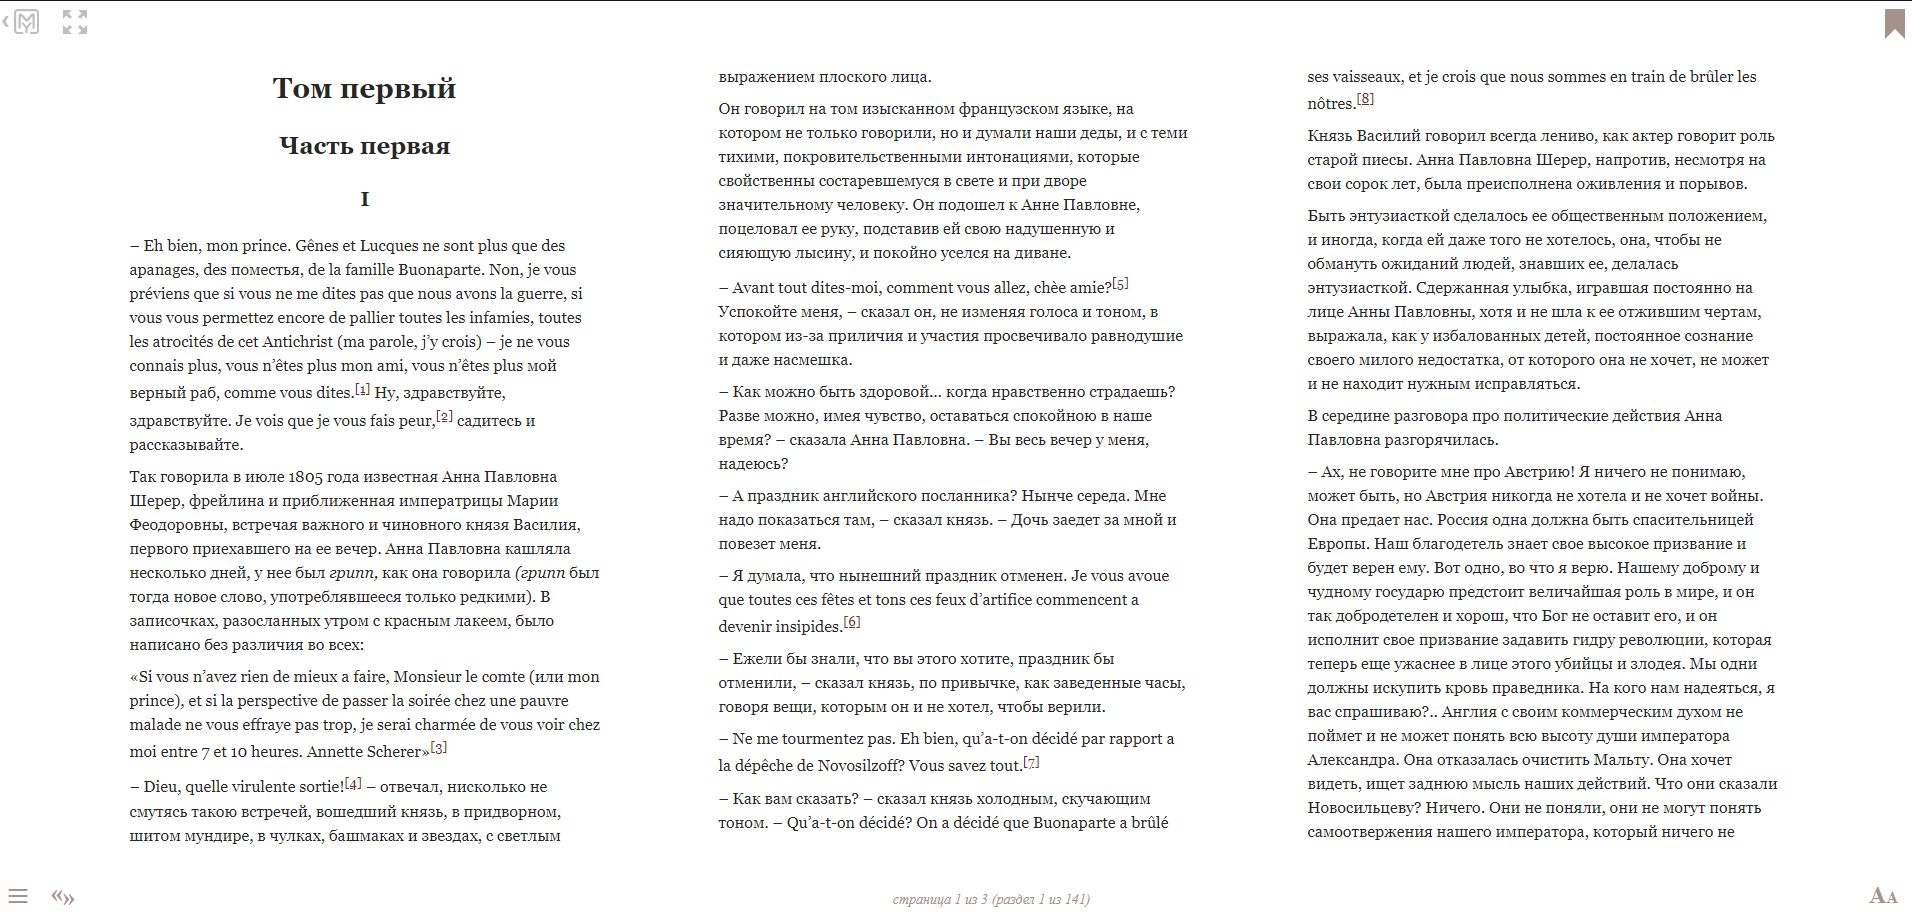 Том первый
Часть первая
I
– Eh bien, mon prince. Gênes et Lucques ne sont plus que des
apanages, des поместья, de la famille Buonaparte. Non, je vous
préviens que si vous ne me dites pas que nous avons la guerre, si
vous vous permettez encore de pallier toutes les infamies, toutes
les atrocités de cet Antichrist (ma parole, j’y crois) – je ne vous
connais plus, vous n’êtes plus mon ami, vous n’êtes plus мой
верный раб, comme vous dites.[1] Ну, здравствуйте,
здравствуйте. Je vois que je vous fais peur,[2] садитесь и
рассказывайте.
Так говорила в июле 1805 года известная Анна Павловна
Шерер, фрейлина и приближенная императрицы Марии
Феодоровны, встречая важного и чиновного князя Василия,
первого приехавшего на ее вечер. Анна Павловна кашляла
несколько дней, у нее был грипп, как она говорила (грипп был
тогда новое слово, употреблявшееся только редкими). В
записочках, разосланных утром с красным лакеем, было
написано без различия во всех:
«Si vous n’avez rien de mieux a faire, Monsieur le comte (или mon
prince), et si la perspective de passer la soirée chez une pauvre
malade ne vous effraye pas trop, je serai charmée de vous voir chez
moi entre 7 et 10 heures. Annette Scherer»[3]
– Dieu, quelle virulente sortie![4] – отвечал, нисколько не
смутясь такою встречей, вошедший князь, в придворном,
шитом мундире, в чулках, башмаках и звездах, с светлым
выражением плоского лица.
Он говорил на том изысканном французском языке, на
котором не только говорили, но и думали наши деды, и с теми
тихими, покровительственными интонациями, которые
свойственны состаревшемуся в свете и при дворе
значительному человеку. Он подошел к Анне Павловне,
поцеловал ее руку, подставив ей свою надушенную и
сияющую лысину, и покойно уселся на диване.
– Avant tout dites-moi, comment vous allez, chèe amie?[5]
Успокойте меня, – сказал он, не изменяя голоса и тоном, в
котором из-за приличия и участия просвечивало равнодушие
и даже насмешка.
– Как можно быть здоровой... когда нравственно страдаешь?
Разве можно, имея чувство, оставаться спокойною в наше
время? – сказала Анна Павловна. – Вы весь вечер у меня,
надеюсь?
– А праздник английского посланника? Нынче середа. Мне
надо показаться там, – сказал князь. – Дочь заедет за мной и
повезет меня.
– Я думала, что нынешний праздник отменен. Je vous avoue
que toutes ces fêtes et tons ces feux d’artifice commencent a
devenir insipides.[6]
– Ежели бы знали, что вы этого хотите, праздник бы
отменили, – сказал князь, по привычке, как заведенные часы,
говоря вещи, которым он и не хотел, чтобы верили.
– Ne me tourmentez pas. Eh bien, qu’a-t-on décidé par rapport a
la dépêche de Novosilzoff? Vous savez tout.[7]
– Как вам сказать? – сказал князь холодным, скучающим
тоном. – Qu’a-t-on décidé? On a décidé que Buonaparte a brûlé
ses vaisseaux, et je crois que nous sommes en train de brûler les
nôtres.[8]
Князь Василий говорил всегда лениво, как актер говорит роль
старой пиесы. Анна Павловна Шерер, напротив, несмотря на
свои сорок лет, была преисполнена оживления и порывов.
Быть энтузиасткой сделалось ее общественным положением,
и иногда, когда ей даже того не хотелось, она, чтобы не
обмануть ожиданий людей, знавших ее, делалась
энтузиасткой. Сдержанная улыбка, игравшая постоянно на
лице Анны Павловны, хотя и не шла к ее отжившим чертам,
выражала, как у избалованных детей, постоянное сознание
своего милого недостатка, от которого она не хочет, не может
и не находит нужным исправляться.
В середине разговора про политические действия Анна
Павловна разгорячилась.
– Ах, не говорите мне про Австрию! Я ничего не понимаю,
может быть, но Австрия никогда не хотела и не хочет войны.
Она предает нас. Россия одна должна быть спасительницей
Европы. Наш благодетель знает свое высокое призвание и
будет верен ему. Вот одно, во что я верю. Нашему доброму и
чудному государю предстоит величайшая роль в мире, и он
так добродетелен и хорош, что Бог не оставит его, и он
исполнит свое призвание задавить гидру революции, которая
теперь еще ужаснее в лице этого убийцы и злодея. Мы одни
должны искупить кровь праведника. На кого нам надеяться, я
вас спрашиваю?.. Англия с своим коммерческим духом не
поймет и не может понять всю высоту души императора
Александра. Она отказалась очистить Мальту. Она хочет
видеть, ищет заднюю мысль наших действий. Что они сказали
Новосильцеву? Ничего. Они не поняли, они не могут понять
самоотвержения нашего императора, который ничего не
страница 1 из 3 (раздел 1 из 141)
AA